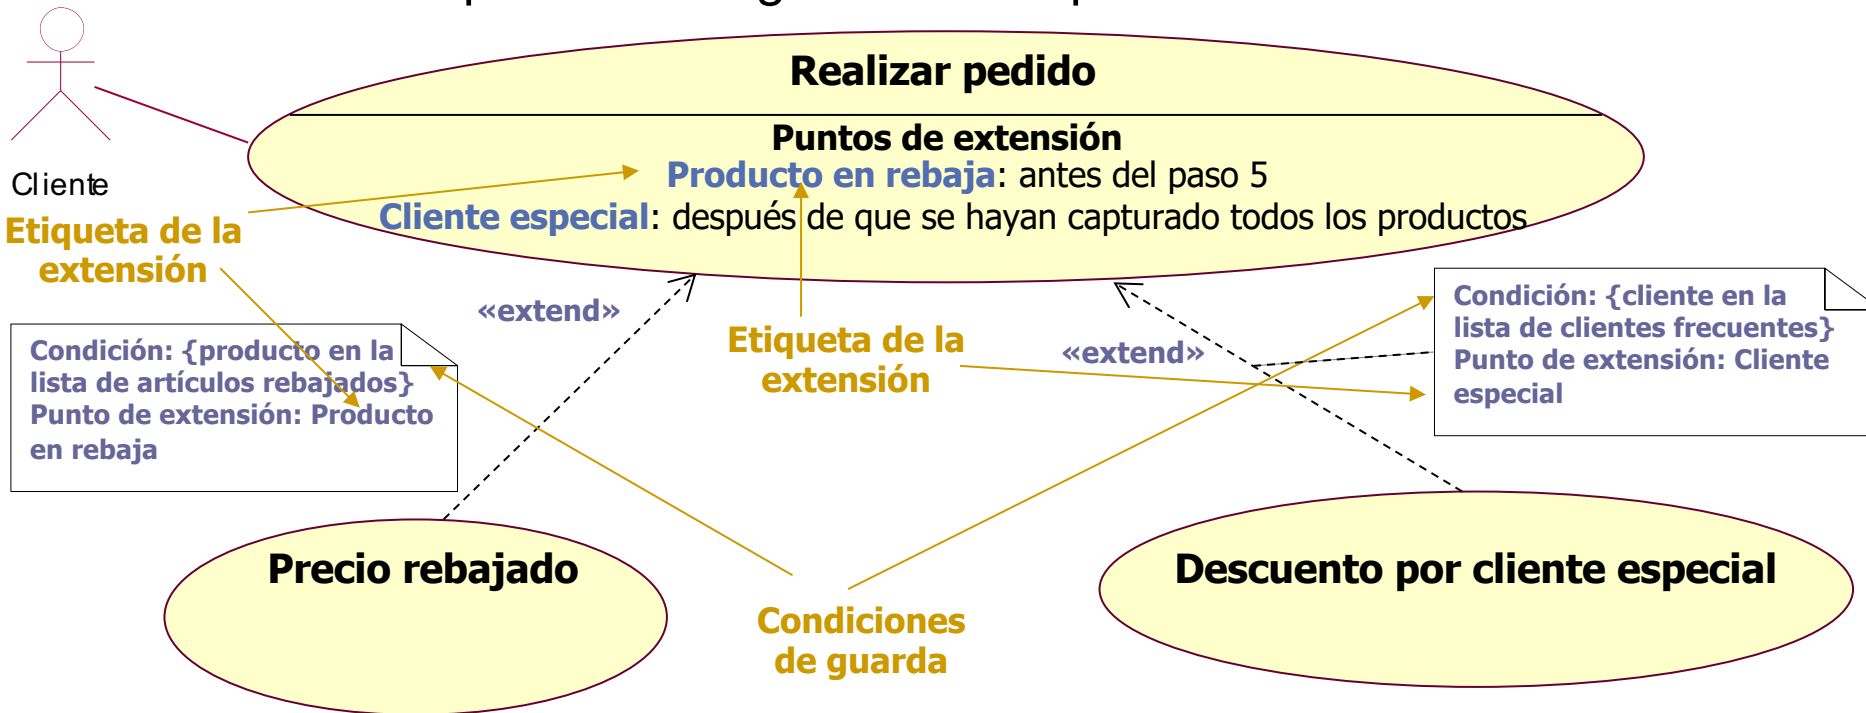 Realizar pedido
Puntos de extensión
Producto en rebaja: antes del paso 5
Cliente especial: después de que se hayan capturado todos los productos
Cliente
Etiqueta de la
extensión
«extend»
Condición: {producto en la
lista de artículos rebajados}
Punto de extensión: Producto
en rebaja
Etiqueta de la
extensión
«extend»
Condición: {cliente en la
lista de clientes frecuentes}
Punto de extensión: Cliente
especial
Precio rebajado
Condiciones
de guarda
Descuento por cliente especial